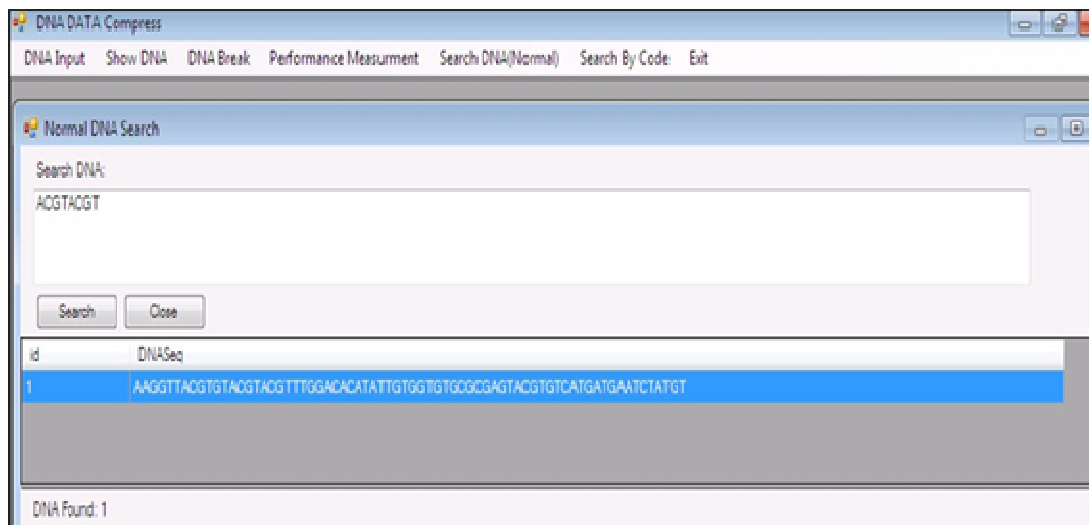 DNA DATA Compress
DNA Input Show DNA DNA Break Performance Measurment Search DNA(Normal) Search By Code Exit
Normal DNA Search
Search DNA:
ACGTACGT
Search Close
id DNASeq
1 AAGGTTACGTGTACGTACGTTTGGACACATATTGTGGTTGTGCGCGAGTACGTGTCATGATGAATCTATGT
DNA Found: 1